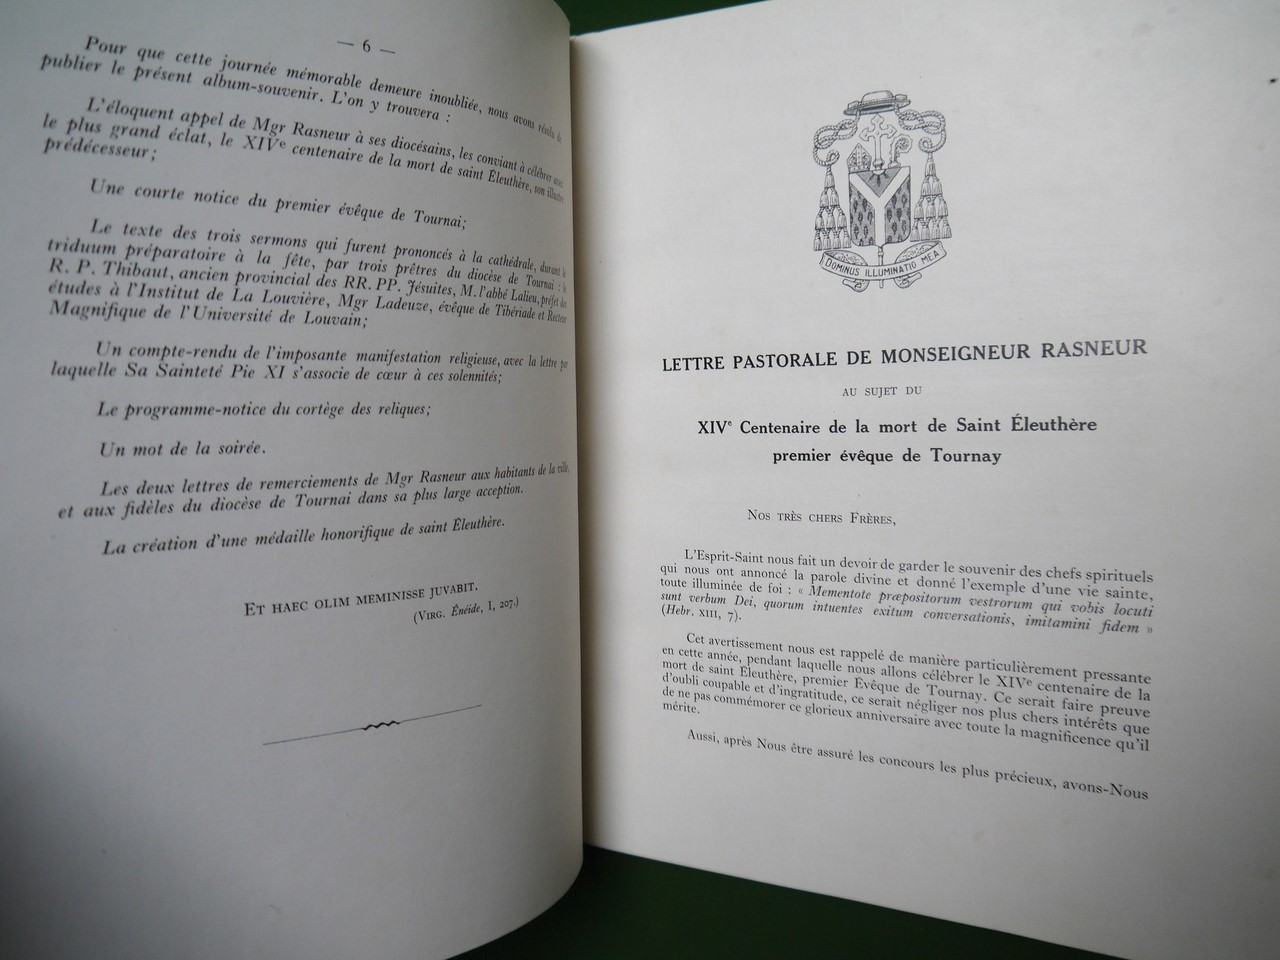 — 6 —
Pour que cette journée mémorable demeure inoubliée, nous avons résolu de
publier le présent album-souvenir. L'on y trouvera :
L'éloquent appel de Mgr Rasneur à ses diocésains, les conviant à célébrer avec
le plus grand éclat, le XIVe centenaire de la mort de saint Éleuthère, son illustre
prédécesseur;
Une courte notice du premier évêque de Tournai;
Le texte des trois sermons qui furent prononcés à la cathédrale, durant le
triduum préparatoire à la fête, par trois prêtres du diocèse de Tournai : le
R. P. Thibaut, ancien provincial des RR. PP. Jésuites, M. l'abbé Lalieu, préfet des
études à l'Institut de La Louvière, Mgr Ladeuze, évêque de Tibériade et Recteur
Magnifique de l'Université de Louvain;
Un compte-rendu de l'imposante manifestation religieuse, avec la lettre par
laquelle Sa Sainteté Pie XI s'associe de cœur à ces solennités;
Le programme-notice du cortège des reliques;
Un mot de la soirée.
Les deux lettres de remerciements de Mgr Rasneur aux habitants de la ville,
et aux fidèles du diocèse de Tournai dans sa plus large acception.
La création d'une médaille honorifique de saint Éleuthère.
ET HAEC OLIM MEMINISSE JUVABIT.
(VIRG. Énéide, I, 207.)
DOMINUS ILLUMINATIO MEA
LETTRE PASTORALE DE MONSEIGNEUR RASNEUR
AU SUJET DU
XIVe Centenaire de la mort de Saint Éleuthère
premier évêque de Tournay
NOS TRÈS CHERS FRÈRES,
L'Esprit-Saint nous fait un devoir de garder le souvenir des chefs spirituels
qui nous ont annoncé la parole divine et donné l'exemple d'une vie sainte,
toute illuminée de foi : « Mementote præpositorum vestrorum qui vobis locuti
sunt verbum Dei, quorum intuentes exitum conversationis, imitamini fidem »
(Hebr. XIII, 7).
Cet avertissement nous est rappelé de manière particulièrement pressante
en cette année, pendant laquelle nous allons célébrer le XIVe centenaire de la
mort de saint Éleuthère, premier Évêque de Tournay. Ce serait faire preuve
d'oubli coupable et d'ingratitude, ce serait négliger nos plus chers intérêts que
de ne pas commémorer ce glorieux anniversaire avec toute la magnificence qu'il
mérite.
Aussi, après Nous être assuré les concours les plus précieux, avons-Nous